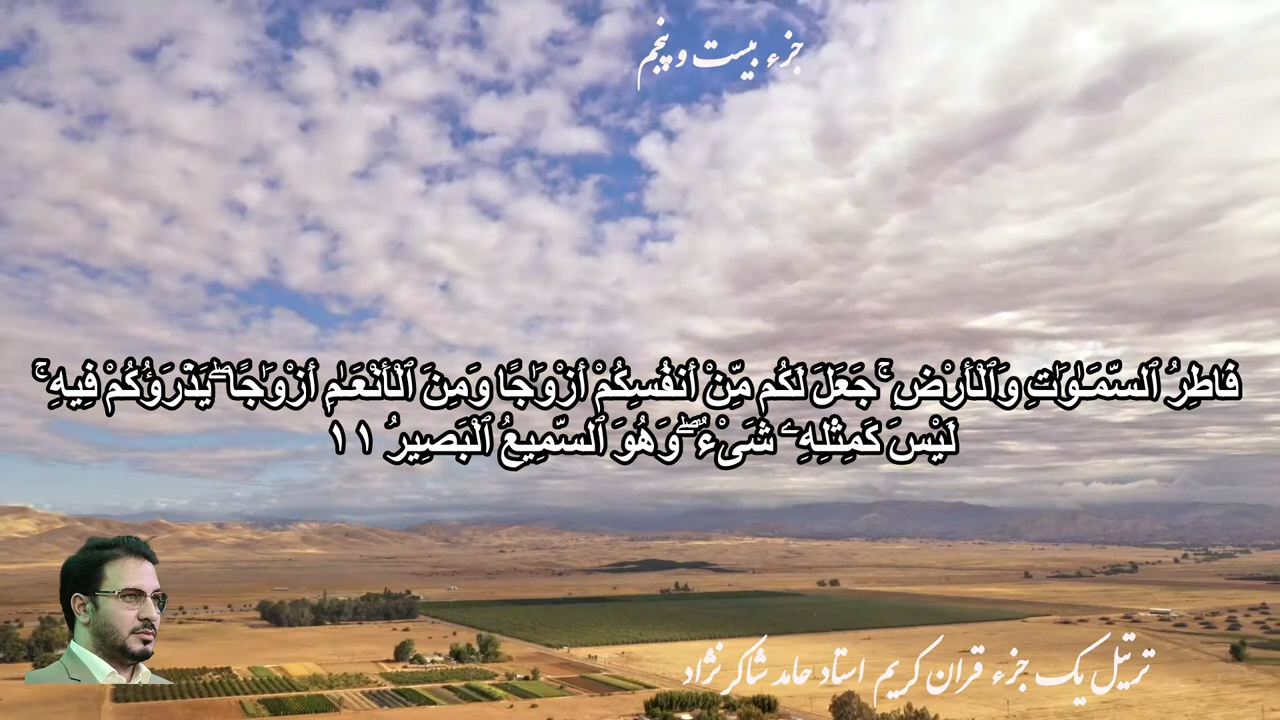 جزء بیست و پنجم
فَاطِرُ ٱلسَّمَـٰوَٰتِ وَٱلْأَرْضِ ۚ جَعَلَ لَكُم مِّنْ أَنفُسِكُمْ أَزْوَٰجًا وَمِنَ ٱلْأَنْعَـٰمِ أَزْوَٰجًا ۖ يَذْرَؤُكُمْ فِيهِ ۚ
لَيْسَ كَمِثْلِهِۦ شَىْءٌ ۖ وَهُوَ ٱلسَّمِيعُ ٱلْبَصِيرُ ١١
ترتیل یک جزء قران کریم استاد حامد شاکرنژاد